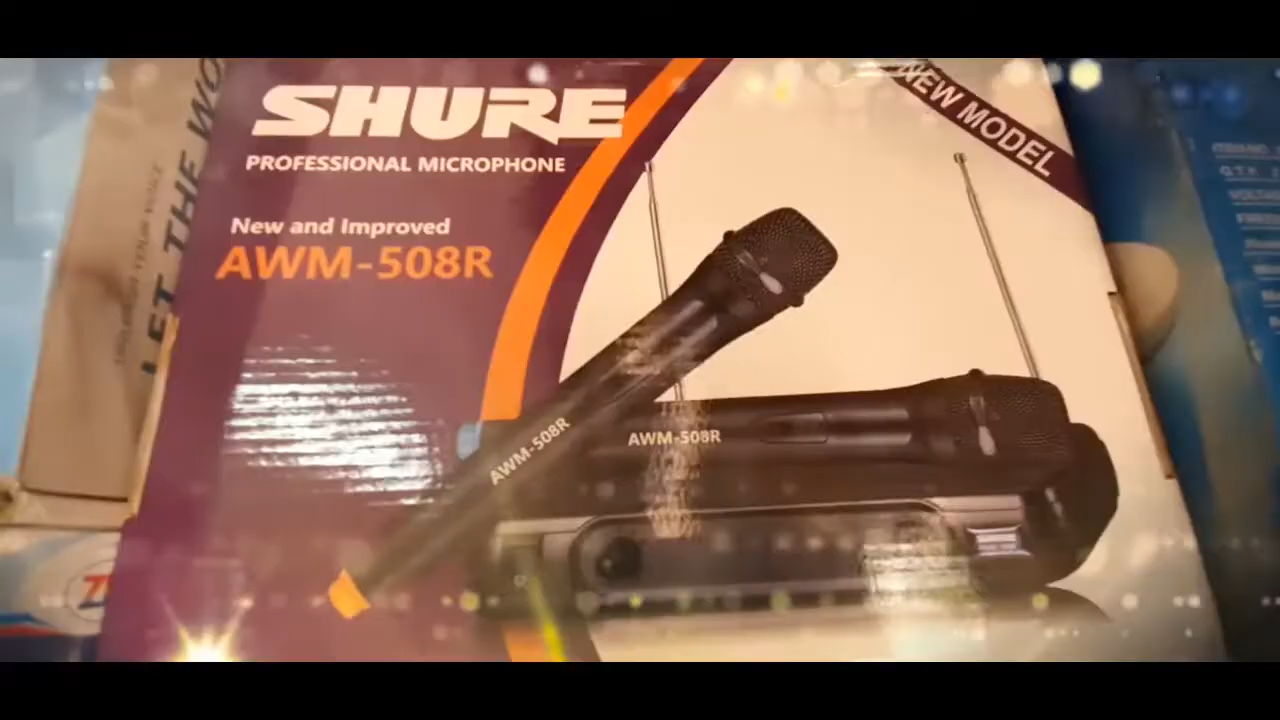 SHURE
PROFESSIONAL MICROPHONE
New and Improved
AWM-508R
NEW MODEL
AWM-508R
AWM-508R
LET THE WO